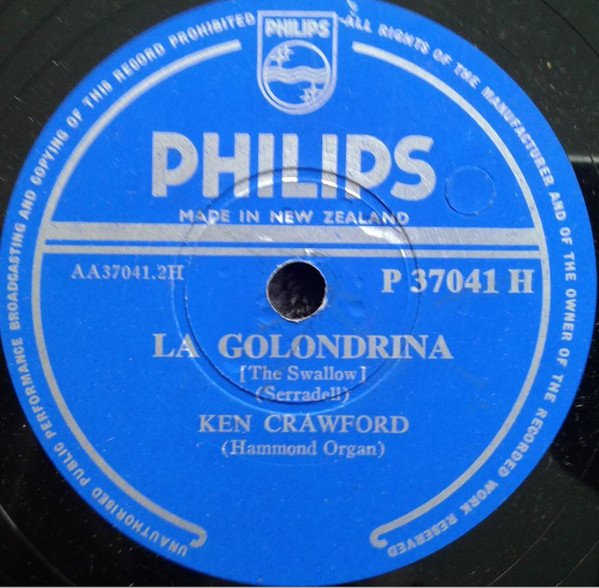 UNAUTHORISED PUBLIC PERFORMANCE BROADCASTING AND COPYING OF THIS RECORD PROHIBITED-ALL RIGHTS OF THE MANUFACTURER AND OF THE OWNER OF THE RECORDED WORK RESERVED
PHILIPS
PHILIPS
MADE IN NEW ZEALAND
AA37041.2H
P 37041 H
LA GOLONDRINA
[The Swallow]
(Serradell)
KEN CRAWFORD
(Hammond Organ)